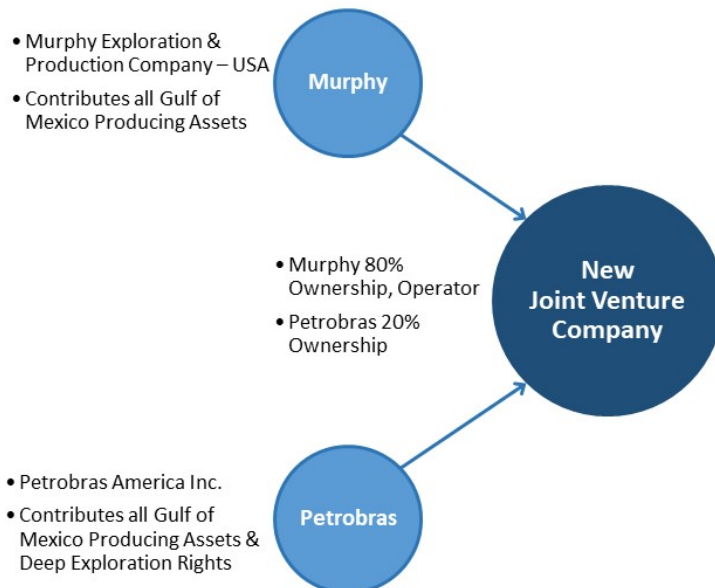 • Murphy Exploration &
Production Company – USA
• Contributes all Gulf of
Mexico Producing Assets
Murphy
• Murphy 80%
Ownership, Operator
• Petrobras 20%
Ownership
New
Joint Venture
Company
• Petrobras America Inc.
• Contributes all Gulf of
Mexico Producing Assets &
Deep Exploration Rights
Petrobras